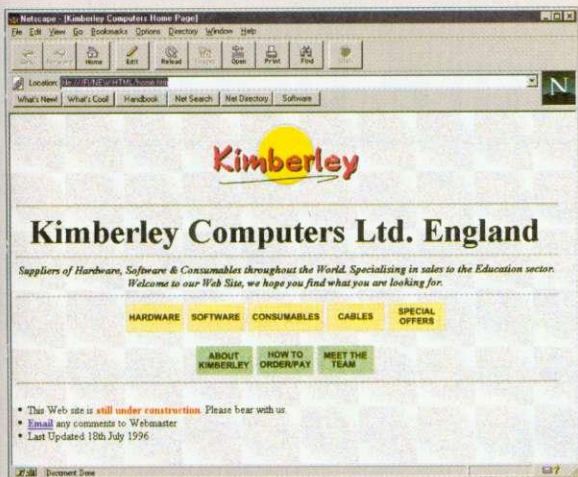 Netscape - [Kimberley Computers Home Page]
File Edit View Go Bookmarks Options Directory Window Help
Home Edit Reload Open Print Find
Location:
What's New! What's Cool Handbook Net Search Net Directory Software
N
Kimberley
Kimberley Computers Ltd. England
Suppliers of Hardware, Software & Consumables throughout the World. Specialising in sales to the Education sector.
Welcome to our Web Site, we hope you find what you are looking for.
HARDWARE SOFTWARE CONSUMABLES CABLES SPECIAL OFFERS
ABOUT KIMBERLEY HOW TO ORDER/PAY MEET THE TEAM
• This Web site is still under construction. Please bear with us
• Email any comments to Webmaster
• Last Updated 18th July 1996
Document: Done